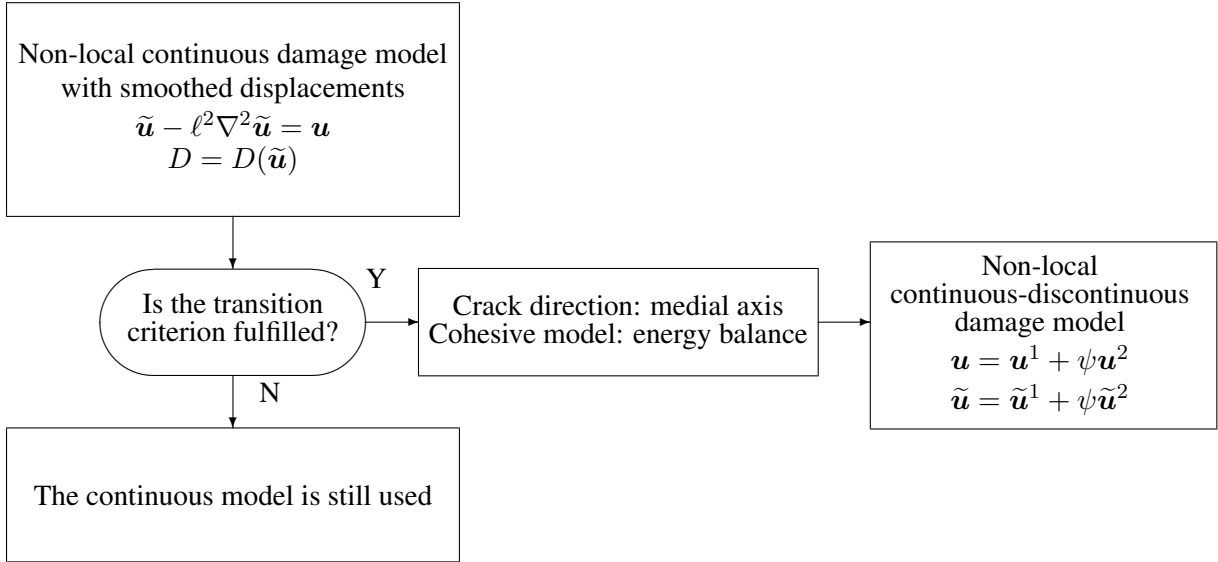 Non-local continuous damage model
with smoothed displacements
ũ − ℓ²∇²ũ = u
D = D(ũ)
Is the transition
criterion fulfilled?
Y
N
Crack direction: medial axis
Cohesive model: energy balance
Non-local
continuous-discontinuous
damage model
u = u¹ + ψu²
ũ = ũ¹ + ψũ²
The continuous model is still used